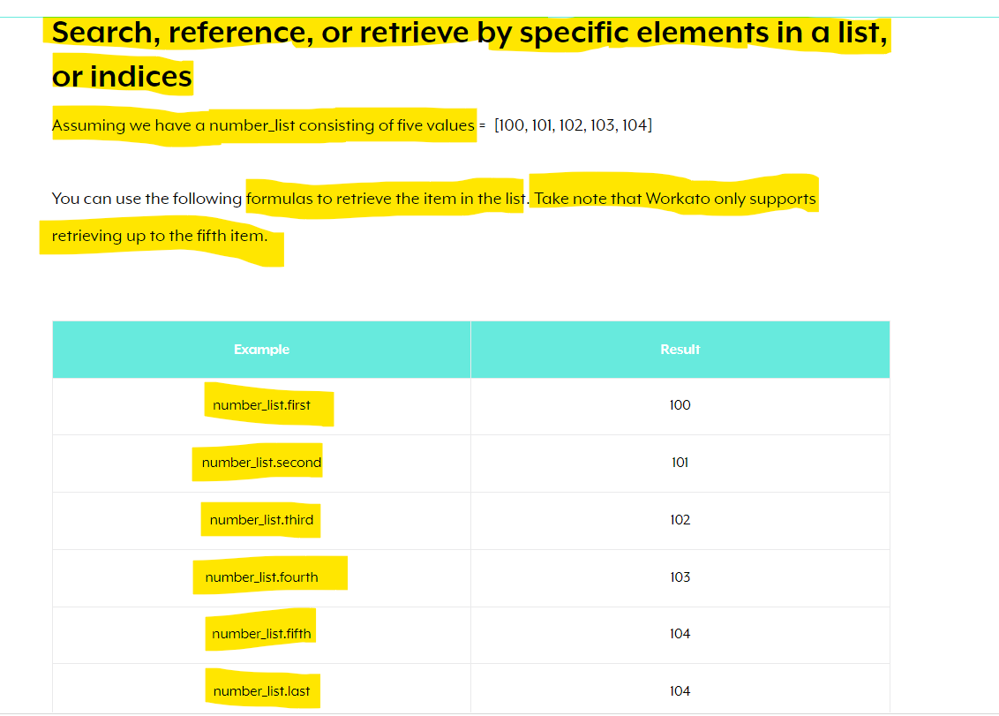 Search, reference, or retrieve by specific elements in a list,
or indices
Assuming we have a number_list consisting of five values = [100, 101, 102, 103, 104]
You can use the following formulas to retrieve the item in the list. Take note that Workato only supports
retrieving up to the fifth item.
Example Result
number_list.first 100
number_list.second 101
number_list.third 102
number_list.fourth 103
number_list.fifth 104
number_list.last 104